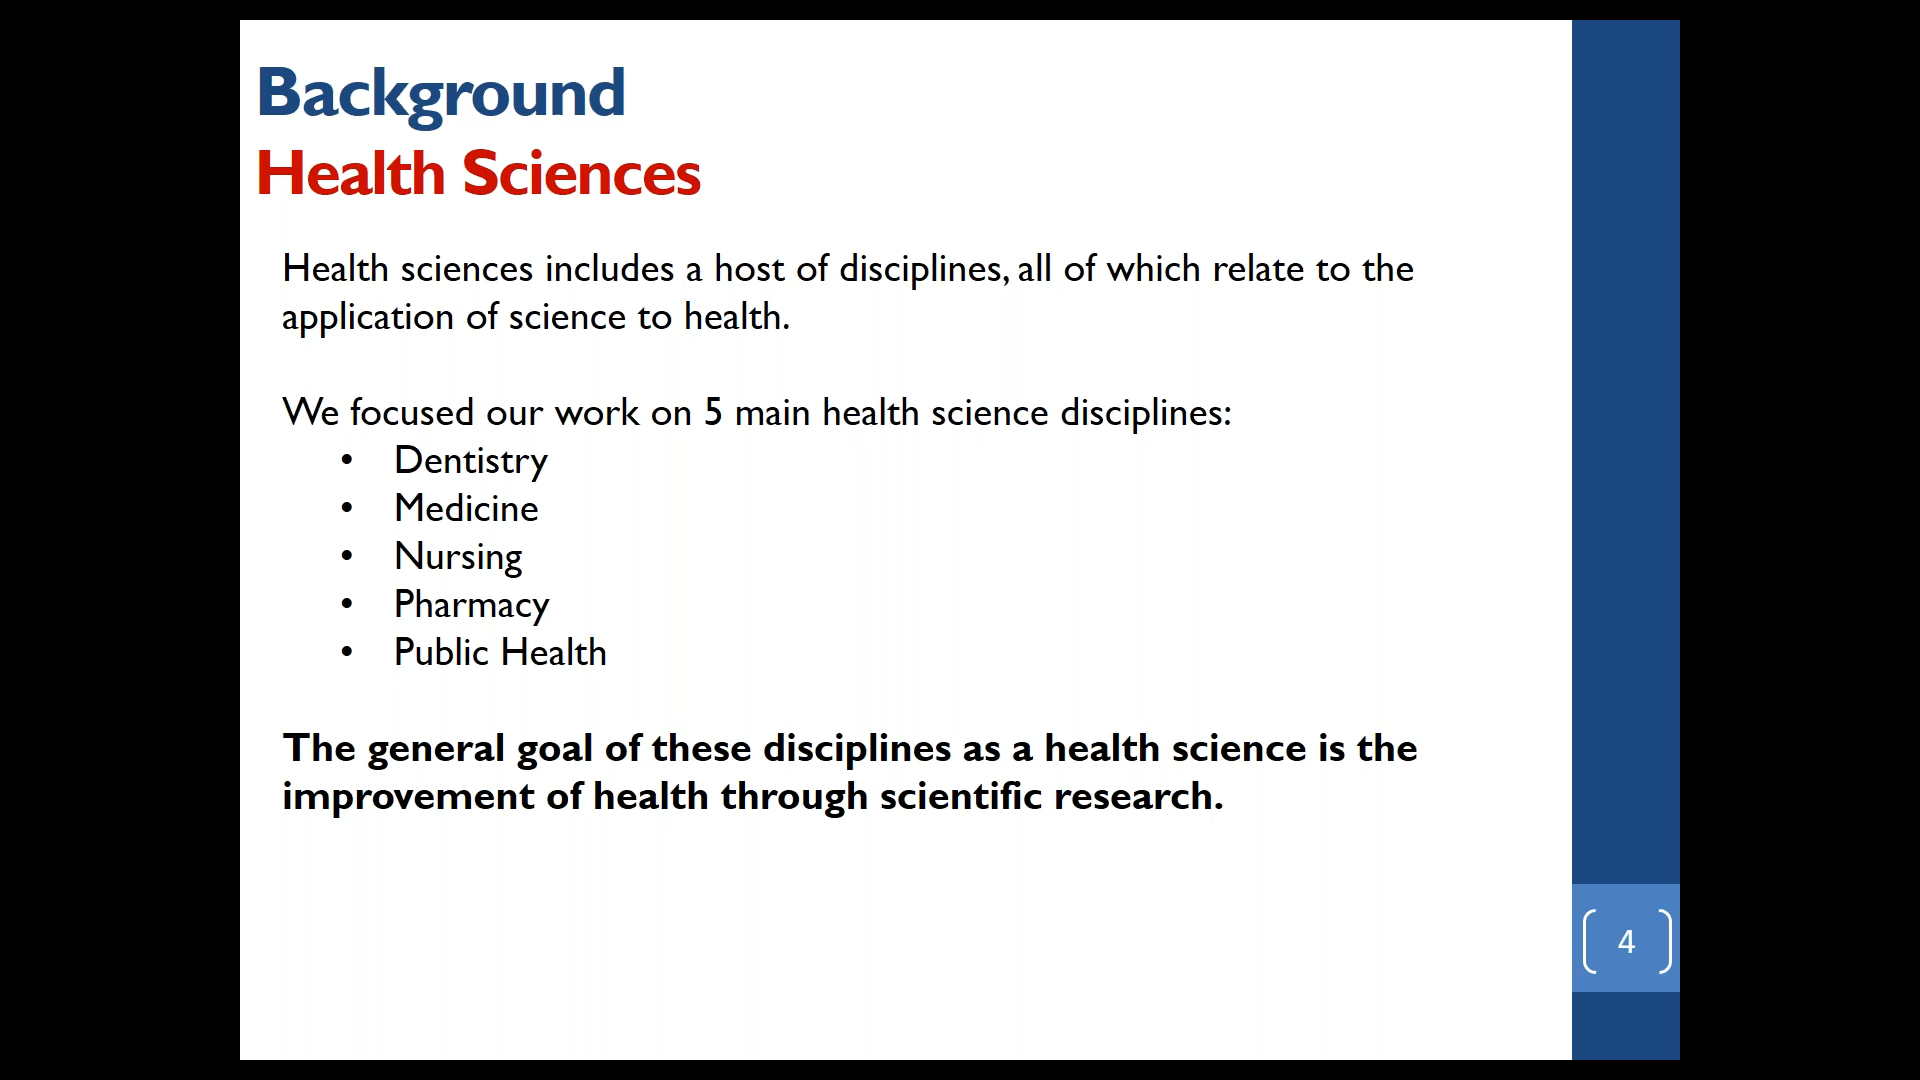 Background
Health Sciences
Health sciences includes a host of disciplines, all of which relate to the
application of science to health.
We focused our work on 5 main health science disciplines:
• Dentistry
• Medicine
• Nursing
• Pharmacy
• Public Health
The general goal of these disciplines as a health science is the
improvement of health through scientific research.
4